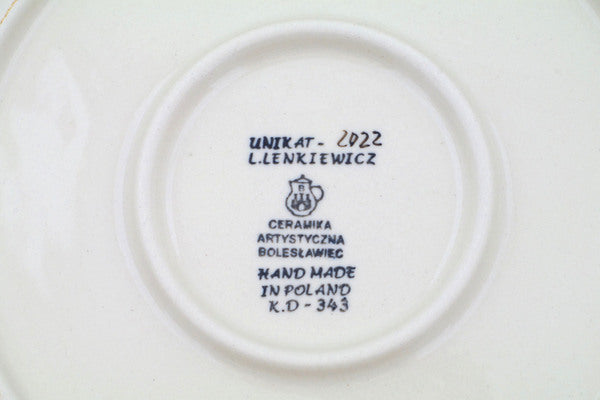 UNIKAT - 2022
L.LENKIEWICZ
B
CERAMIKA
ARTYSTYCZNA
BOLESŁAWIEC
HAND MADE
IN POLAND
K.D - 343